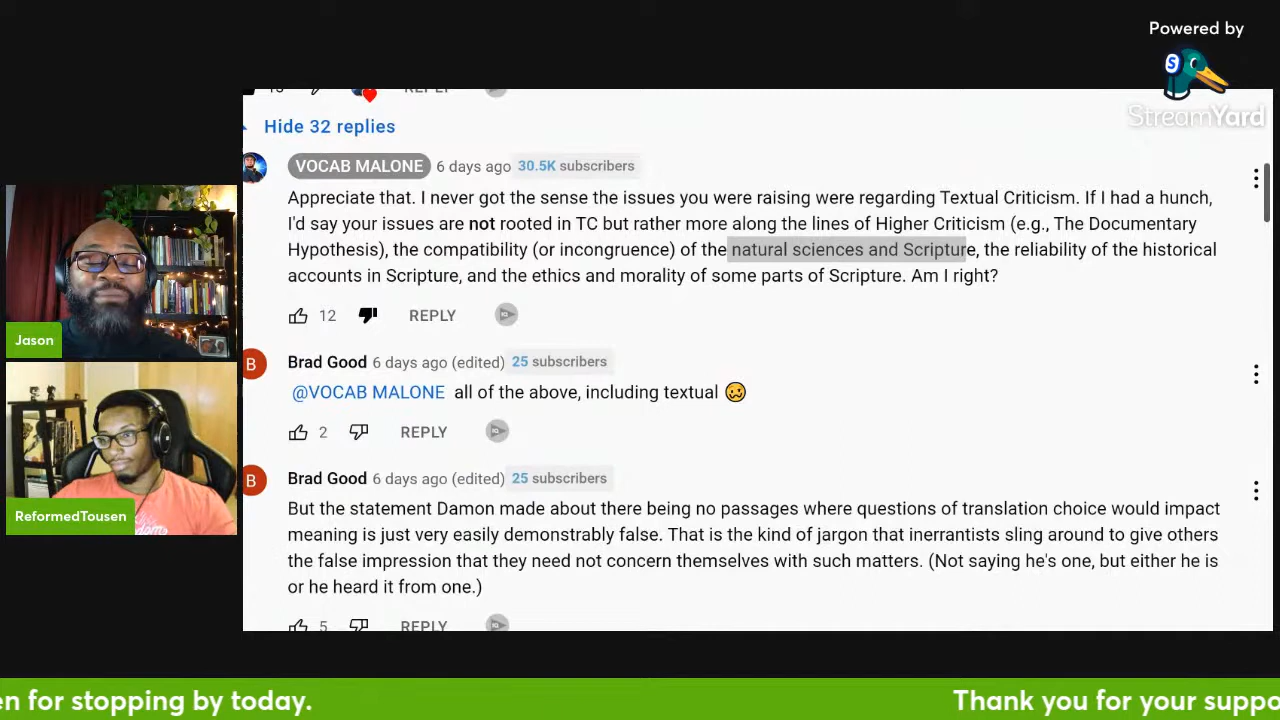 Powered by
StreamYard
REPLY
Hide 32 replies
VOCAB MALONE 6 days ago 30.5K subscribers
Appreciate that. I never got the sense the issues you were raising were regarding Textual Criticism. If I had a hunch,
I'd say your issues are not rooted in TC but rather more along the lines of Higher Criticism (e.g., The Documentary
Hypothesis), the compatibility (or incongruence) of the natural sciences and Scripture, the reliability of the historical
accounts in Scripture, and the ethics and morality of some parts of Scripture. Am I right?
12 REPLY
B Brad Good 6 days ago (edited) 25 subscribers
@VOCAB MALONE all of the above, including textual 🥴
2 REPLY
B Brad Good 6 days ago (edited) 25 subscribers
But the statement Damon made about there being no passages where questions of translation choice would impact
meaning is just very easily demonstrably false. That is the kind of jargon that inerrantists sling around to give others
the false impression that they need not concern themselves with such matters. (Not saying he's one, but either he is
or he heard it from one.)
5 REPLY
Jason
ReformedTousen
en for stopping by today.
Thank you for your suppo